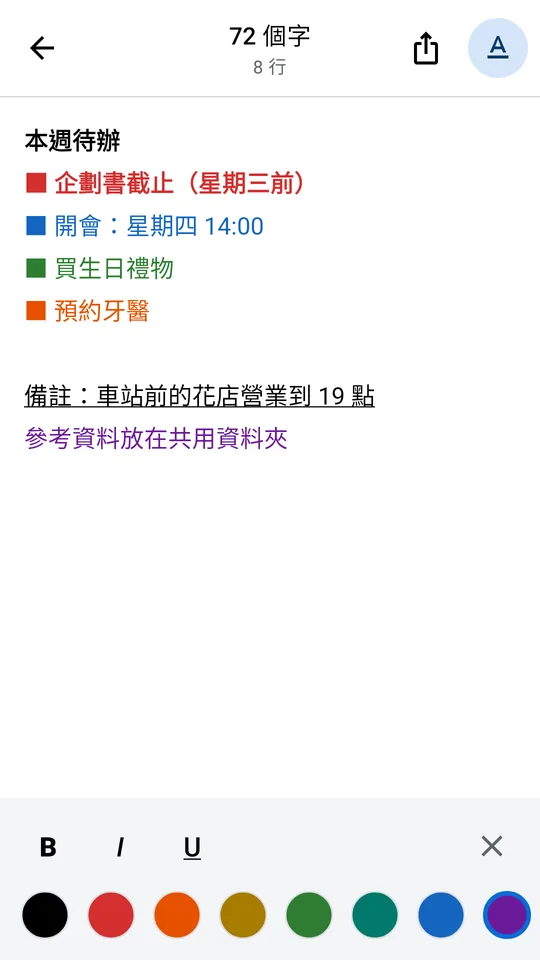 72 個字
8 行
本週待辦
■ 企劃書截止（星期三前）
■ 開會：星期四 14:00
■ 買生日禮物
■ 預約牙醫
備註：車站前的花店營業到 19 點
參考資料放在共用資料夾
B I U